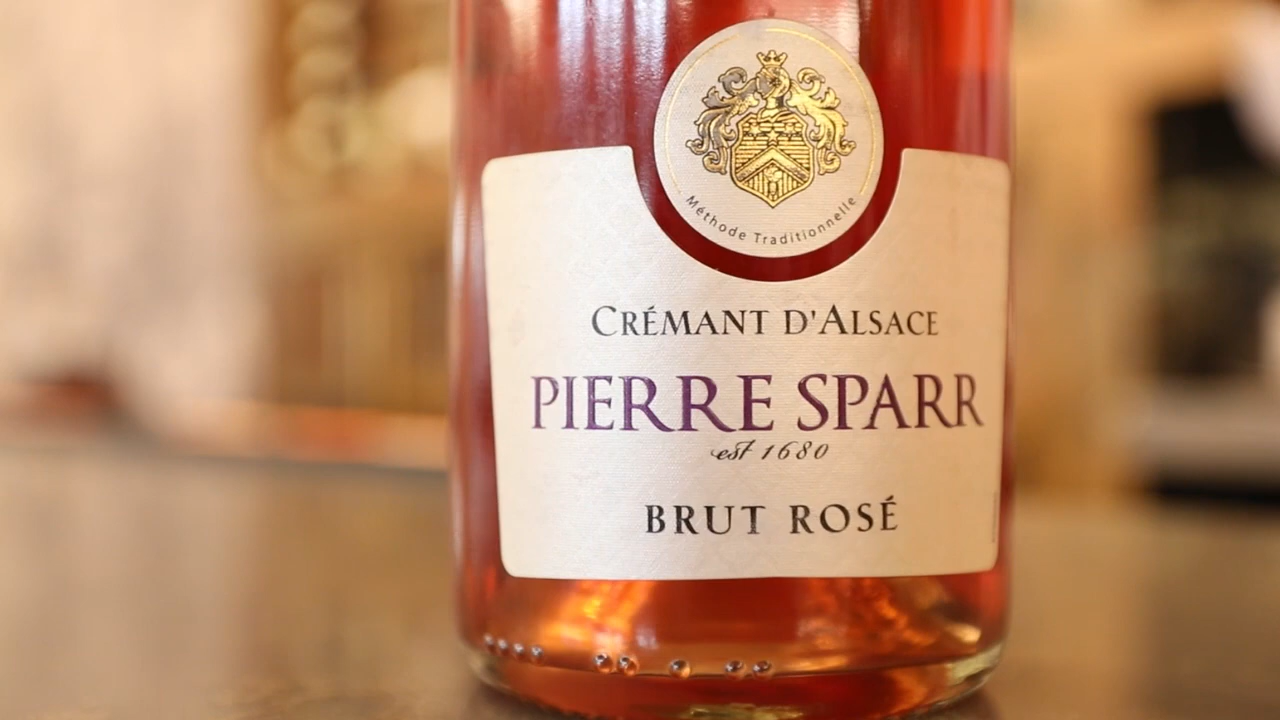 Méthode Traditionnelle
CRÉMANT D'ALSACE
PIERRE SPARR
est 1680
BRUT ROSÉ